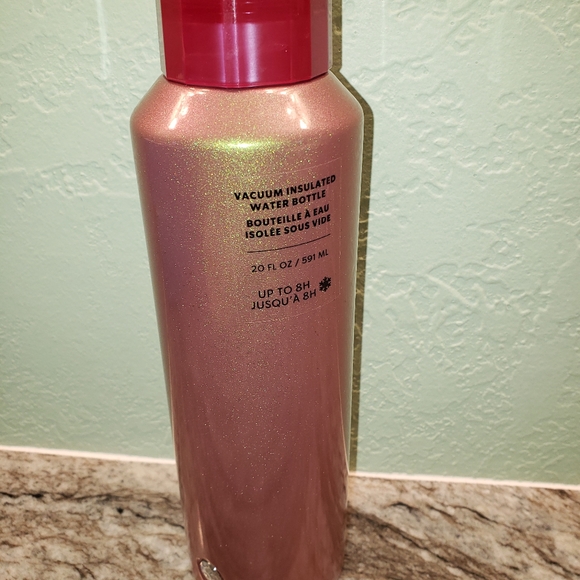 VACUUM INSULATED
WATER BOTTLE
BOUTEILLE À EAU
ISOLÉE SOUS VIDE
20 FL OZ / 591 ML
UP TO 8H
JUSQU'À 8H